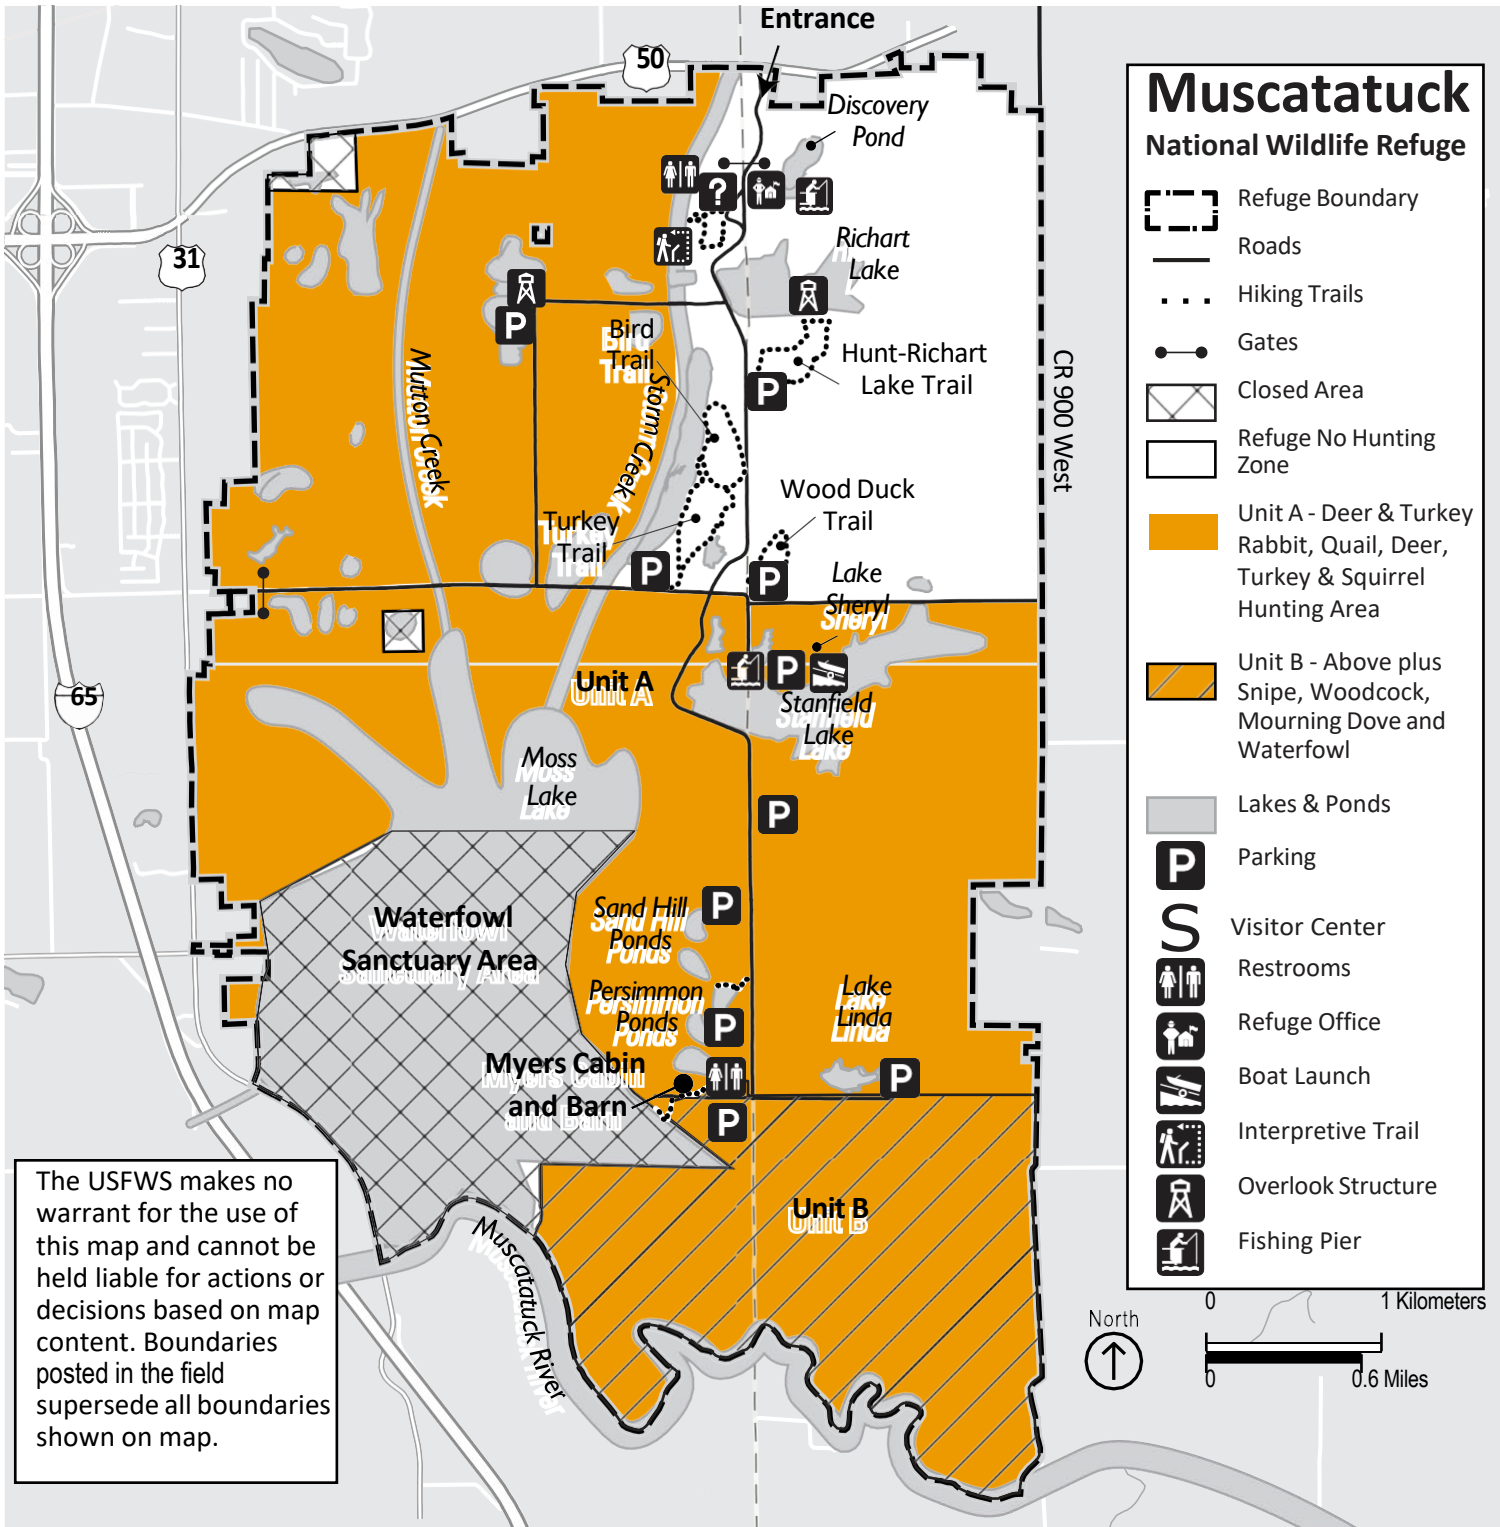 Entrance
50
Discovery
Pond
?
31
Richart
Lake
P
Bird
Trail
Hunt-Richart
Lake Trail
P
Mutton Creek
Storm Creek
CR 900 West
Wood Duck
Trail
Turkey
Trail
P
P
Lake
Sheryl
Unit A
P
65
Stanfield
Lake
Moss
Lake
P
Sand Hill
Ponds
P
Waterfowl
Sanctuary Area
Persimmon
Ponds
P
Lake
Linda
Myers Cabin
and Barn
P
P
Unit B
Muscatatuck River
The USFWS makes no
warrant for the use of
this map and cannot be
held liable for actions or
decisions based on map
content. Boundaries
posted in the field
supersede all boundaries
shown on map.
Muscatatuck
National Wildlife Refuge
Refuge Boundary
Roads
Hiking Trails
Gates
Closed Area
Refuge No Hunting
Zone
Unit A - Deer & Turkey
Rabbit, Quail, Deer,
Turkey & Squirrel
Hunting Area
Unit B - Above plus
Snipe, Woodcock,
Mourning Dove and
Waterfowl
Lakes & Ponds
P Parking
S Visitor Center
Restrooms
Refuge Office
Boat Launch
Interpretive Trail
Overlook Structure
Fishing Pier
North
0 1 Kilometers
0 0.6 Miles